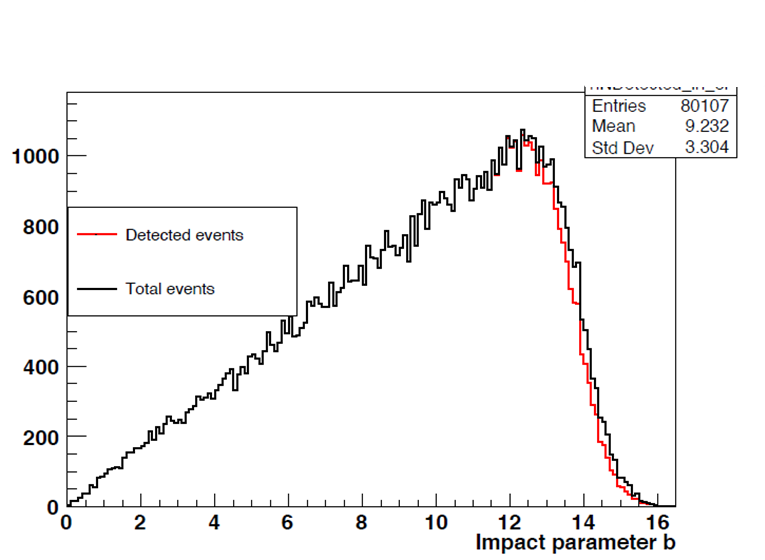 Entries 80107
Mean 9.232
Std Dev 3.304
1000
800
600
400
200
0
Detected events
Total events
0 2 4 6 8 10 12 14 16
Impact parameter b